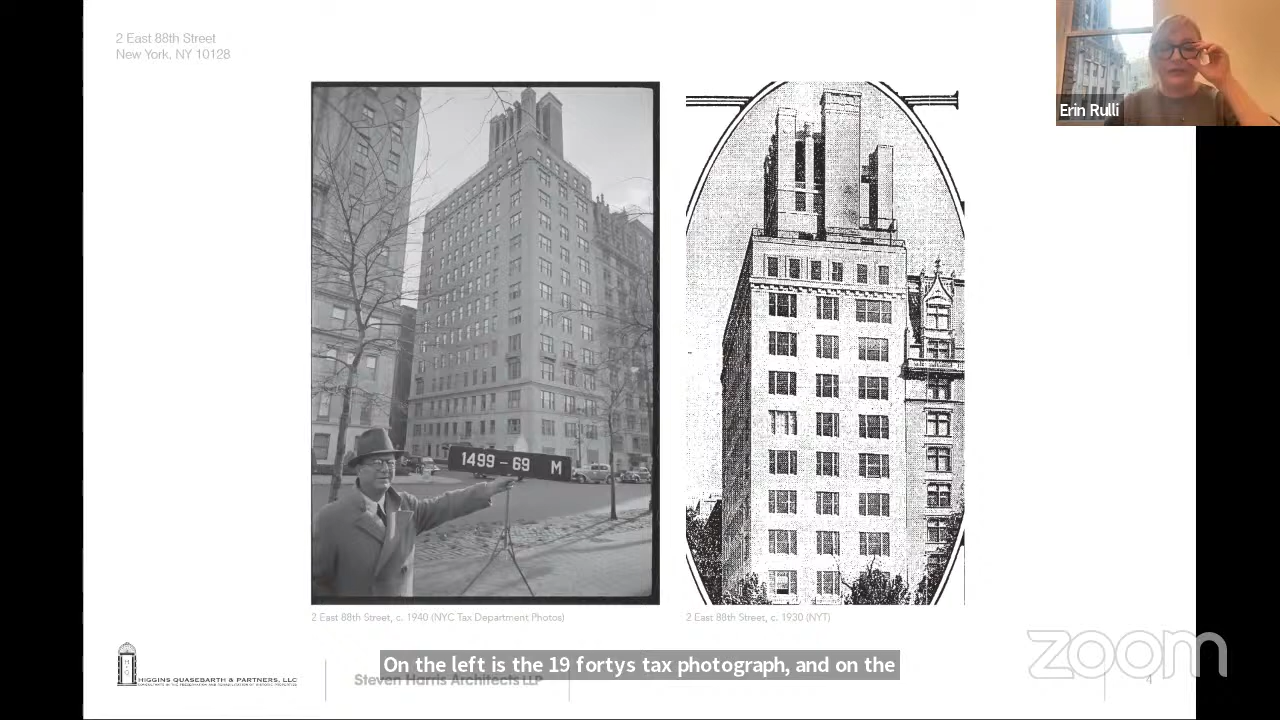 2 East 88th Street
New York, NY 10128
Erin Rulli
1499-69 M
2 East 88th Street, c. 1940 (NYC Tax Department Photos)
2 East 88th Street, c. 1930 (NYT)
On the left is the 19 fortys tax photograph, and on the
HIGGINS QUASEBARTH & PARTNERS, LLC
Steven Harris Architects LLP
zoom
4